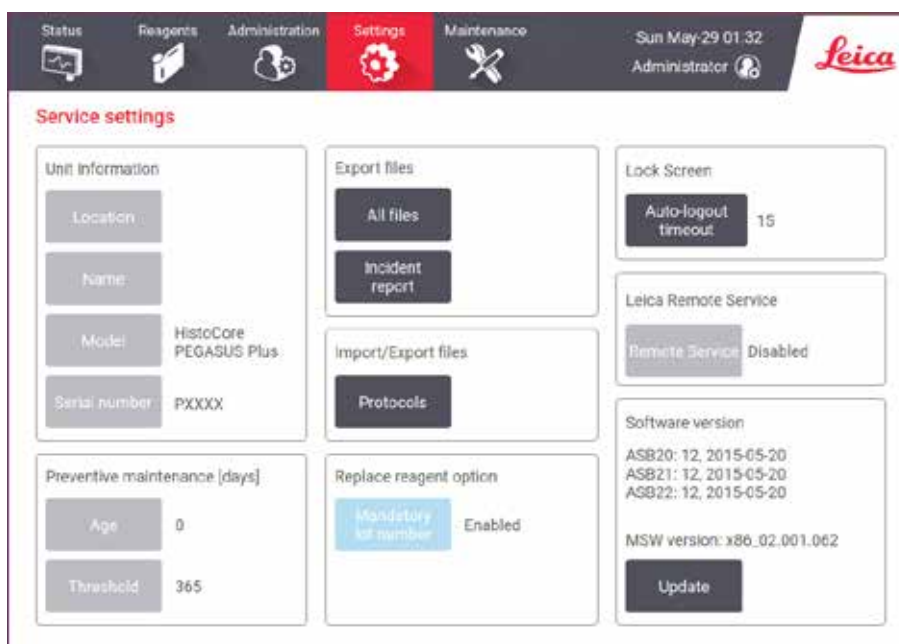 Status
Reagents
Administration
Settings
Maintenance
Sun May-29 01:32
Administrator
Leica
Service settings
Unit Information
Location
Name
Model
HistoCore
PEGASUS Plus
Serial number
PXXXX
Preventive maintenance [days]
Age
0
Threshold
365
Export files
All files
Incident
report
Import/Export files
Protocols
Replace reagent option
Mandatory
lot number
Enabled
Lock Screen
Auto-logout
timeout
15
Leica Remote Service
Remote Service
Disabled
Software version
ASB20: 12, 2015-05-20
ASB21: 12, 2015-05-20
ASB22: 12, 2015-05-20
MSW version: x86_02.001.062
Update